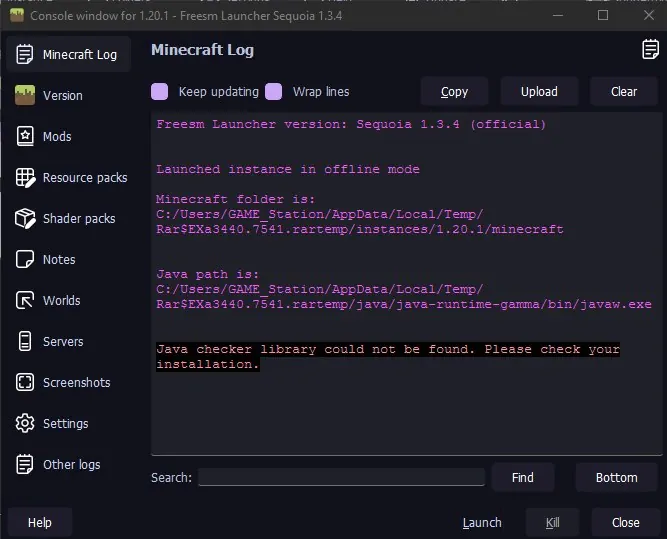 Console window for 1.20.1 - Freesm Launcher Sequoia 1.3.4
Minecraft Log
Version
Mods
Resource packs
Shader packs
Notes
Worlds
Servers
Screenshots
Settings
Other logs
Minecraft Log
Keep updating Wrap lines Copy Upload Clear
Freesm Launcher version: Sequoia 1.3.4 (official)
Launched instance in offline mode
Minecraft folder is:
C:/Users/GAME_Station/AppData/Local/Temp/
Rar$EXa3440.7541.rartemp/instances/1.20.1/minecraft
Java path is:
C:/Users/GAME_Station/AppData/Local/Temp/
Rar$EXa3440.7541.rartemp/java/java-runtime-gamma/bin/javaw.exe
Java checker library could not be found. Please check your
installation.
Search: Find Bottom
Help Launch Kill Close